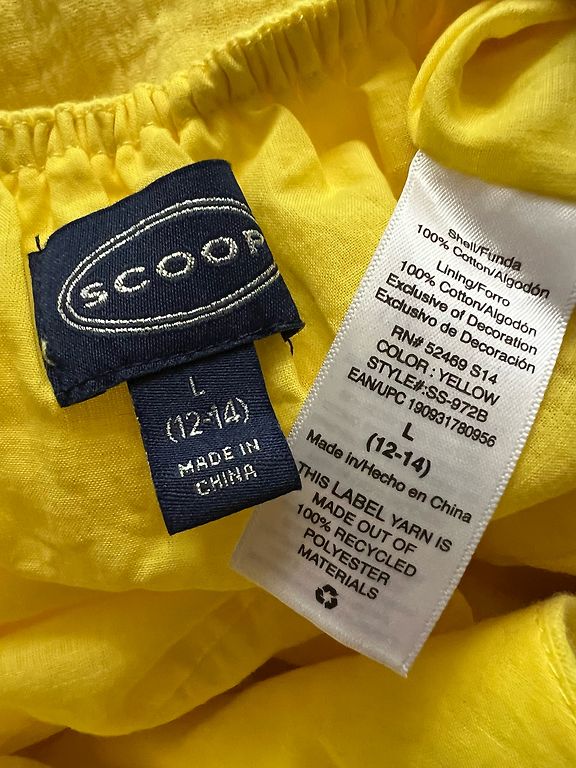 SCOOP
L
(12-14)
MADE IN
CHINA
Shell/Funda
100% Cotton/Algodón
Lining/Forro
100% Cotton/Algodón
Exclusive of Decoration
Exclusivo de Decoración
RN# 52469 S14
COLOR : YELLOW
STYLE#:SS-972B
EAN/UPC 190931780956
L
(12-14)
Made in/Hecho en China
THIS LABEL YARN IS
MADE OUT OF
100% RECYCLED
POLYESTER
MATERIALS